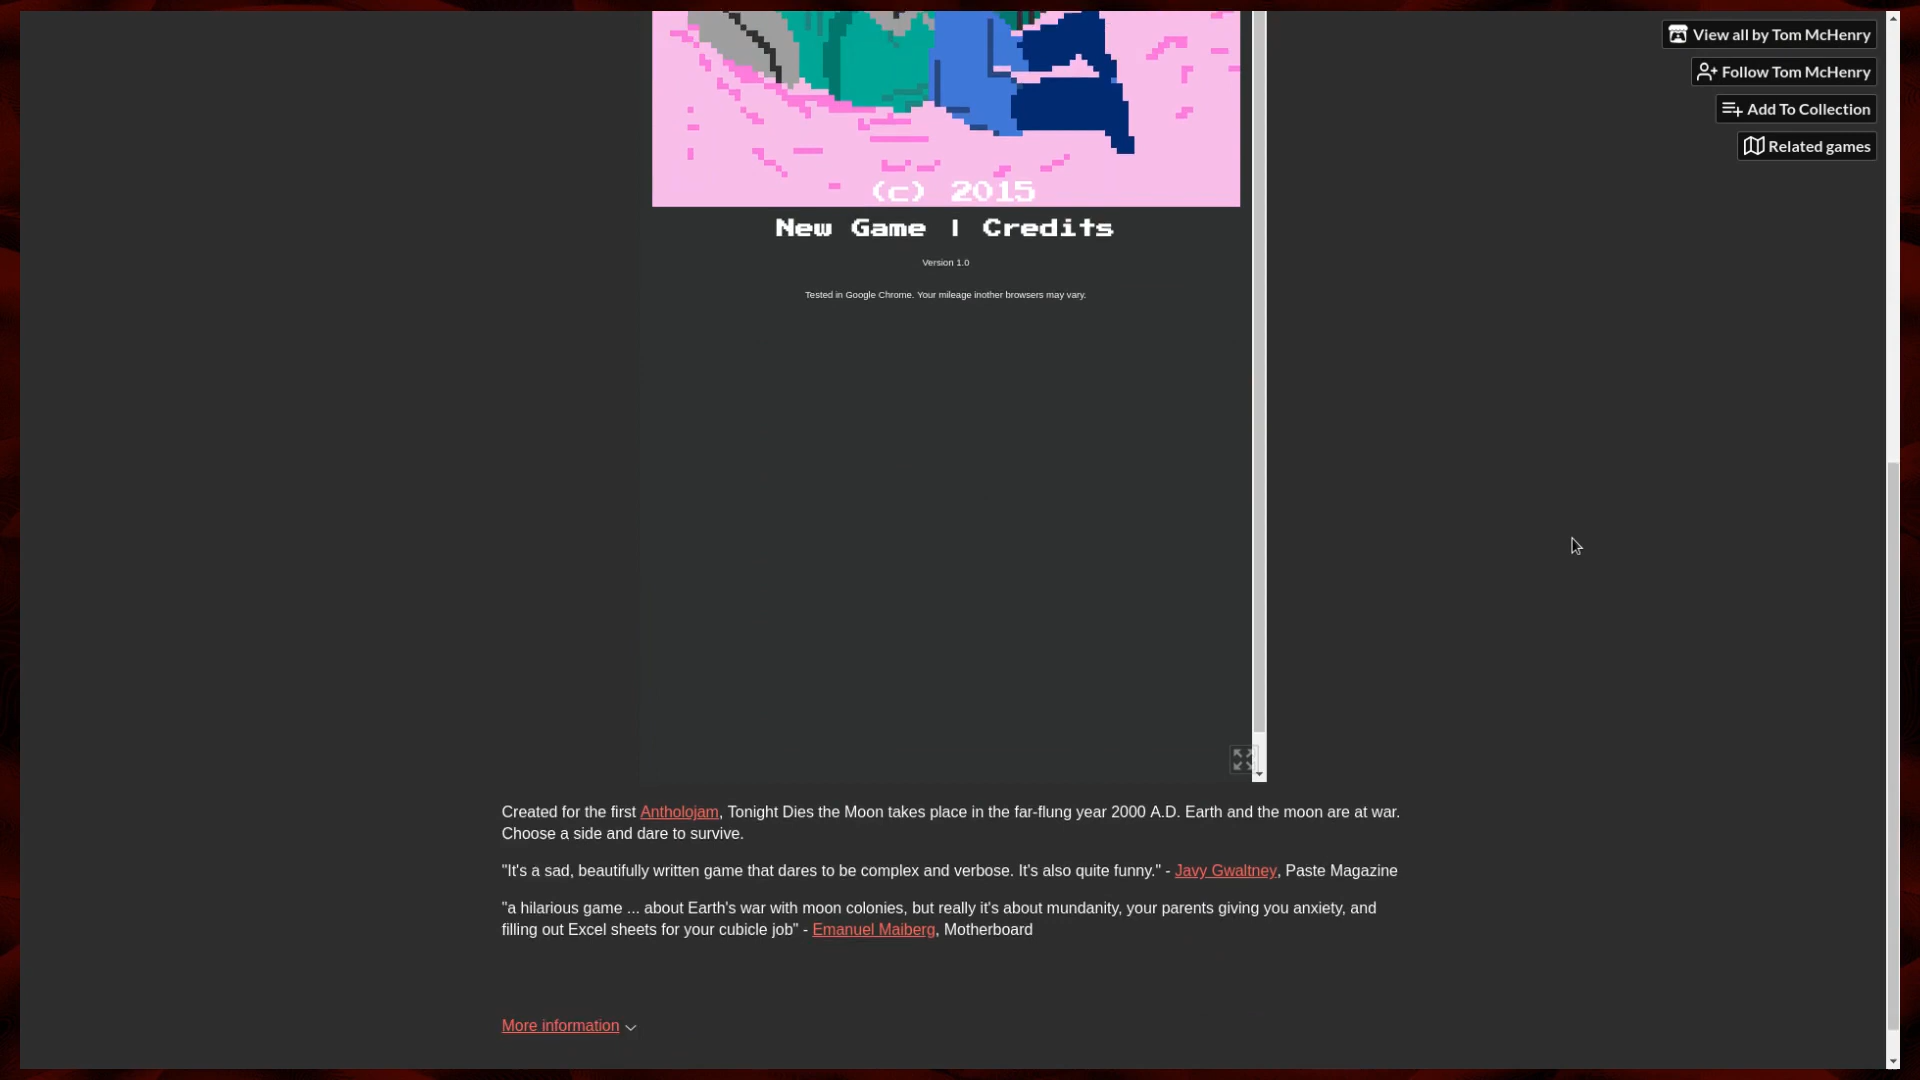 View all by Tom McHenry
Follow Tom McHenry
Add To Collection
Related games
(c) 2015
New Game | Credits
Version 1.0
Tested in Google Chrome. Your mileage inother browsers may vary.
Created for the first Antholojam, Tonight Dies the Moon takes place in the far-flung year 2000 A.D. Earth and the moon are at war.
Choose a side and dare to survive.
"It's a sad, beautifully written game that dares to be complex and verbose. It's also quite funny." - Javy Gwaltney, Paste Magazine
"a hilarious game ... about Earth's war with moon colonies, but really it's about mundanity, your parents giving you anxiety, and
filling out Excel sheets for your cubicle job" - Emanuel Maiberg, Motherboard
More information